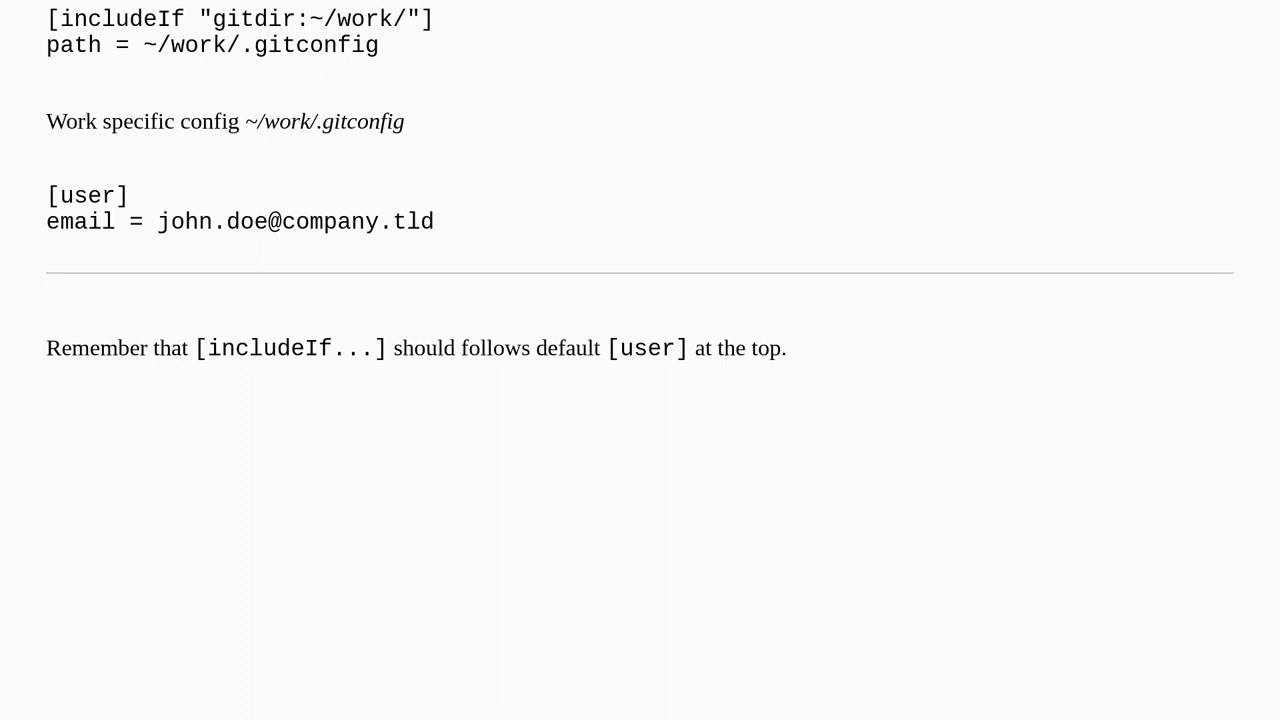 [includeIf "gitdir:~/work/"]
path = ~/work/.gitconfig
Work specific config ~/work/.gitconfig
[user]
email = john.doe@company.tld
Remember that [includeIf...] should follows default [user] at the top.